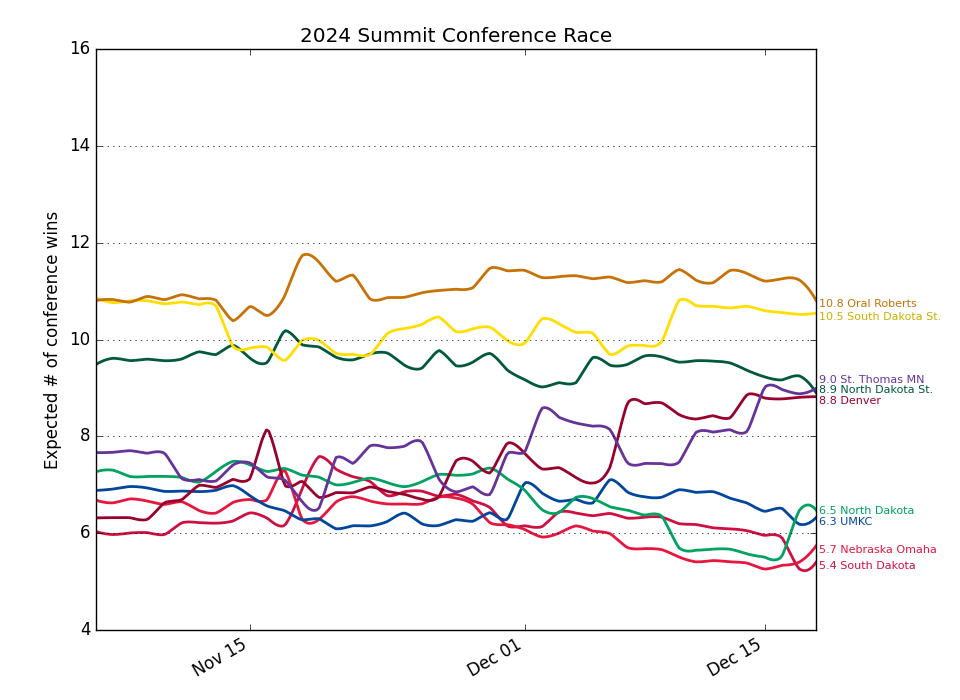 2024 Summit Conference Race
Expected # of conference wins
16
14
12
10
8
6
4
10.8 Oral Roberts
10.5 South Dakota St.
9.0 St. Thomas MN
8.9 North Dakota St.
8.8 Denver
6.5 North Dakota
6.3 UMKC
5.7 Nebraska Omaha
5.4 South Dakota
Nov 15
Dec 01
Dec 15